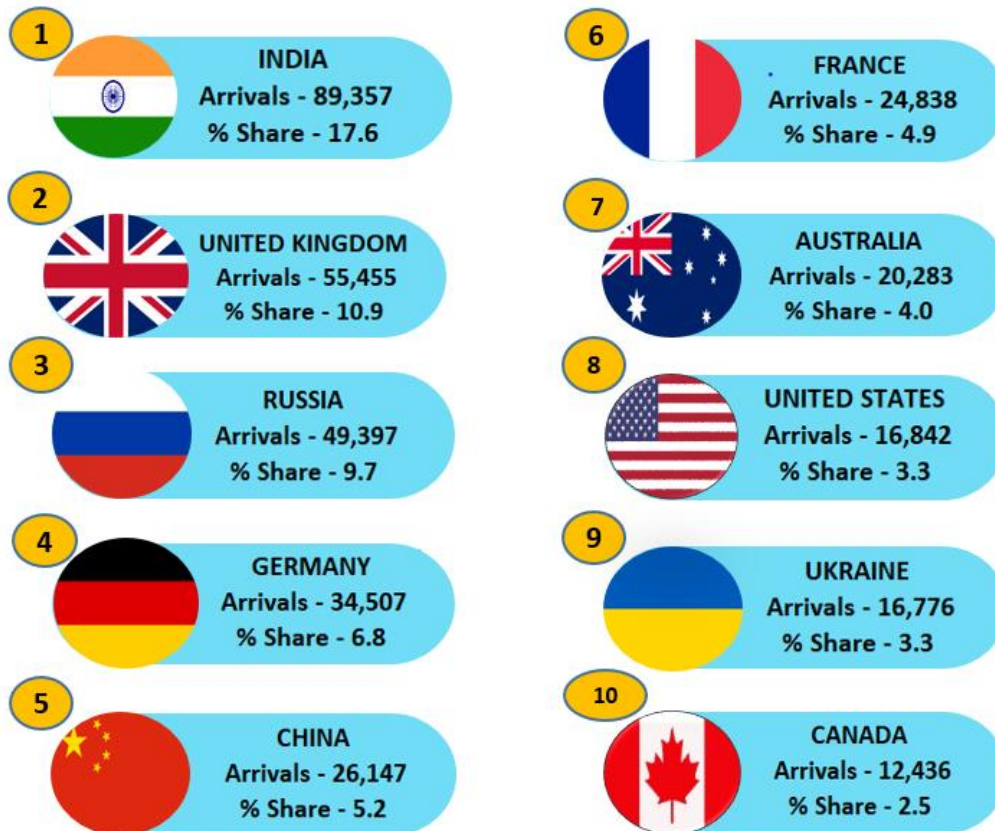 1
INDIA
Arrivals - 89,357
% Share - 17.6
2
UNITED KINGDOM
Arrivals - 55,455
% Share - 10.9
3
RUSSIA
Arrivals - 49,397
% Share - 9.7
4
GERMANY
Arrivals - 34,507
% Share - 6.8
5
CHINA
Arrivals - 26,147
% Share - 5.2
6
FRANCE
Arrivals - 24,838
% Share - 4.9
7
AUSTRALIA
Arrivals - 20,283
% Share - 4.0
8
UNITED STATES
Arrivals - 16,842
% Share - 3.3
9
UKRAINE
Arrivals - 16,776
% Share - 3.3
10
CANADA
Arrivals - 12,436
% Share - 2.5